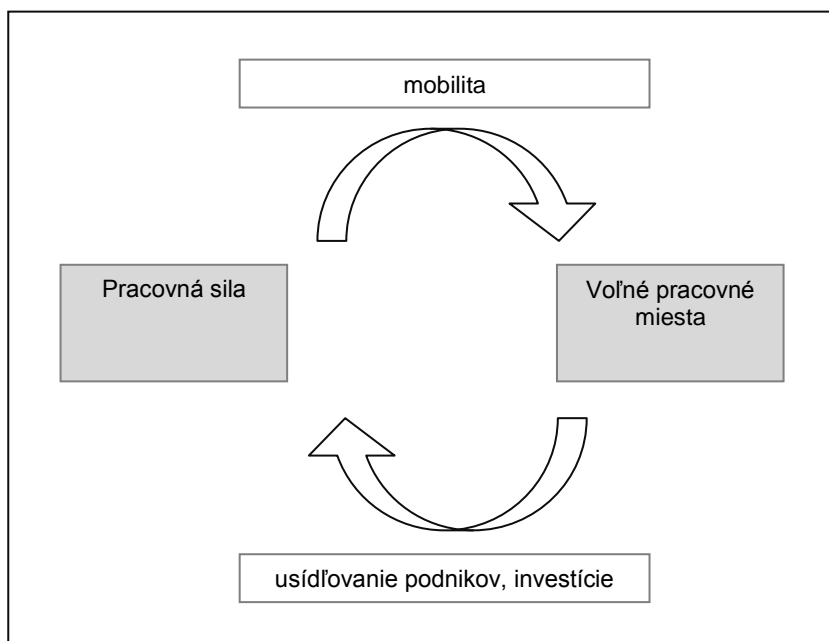 mobilita
Pracovná sila
Voľné pracovné
miesta
usídľovanie podnikov, investície